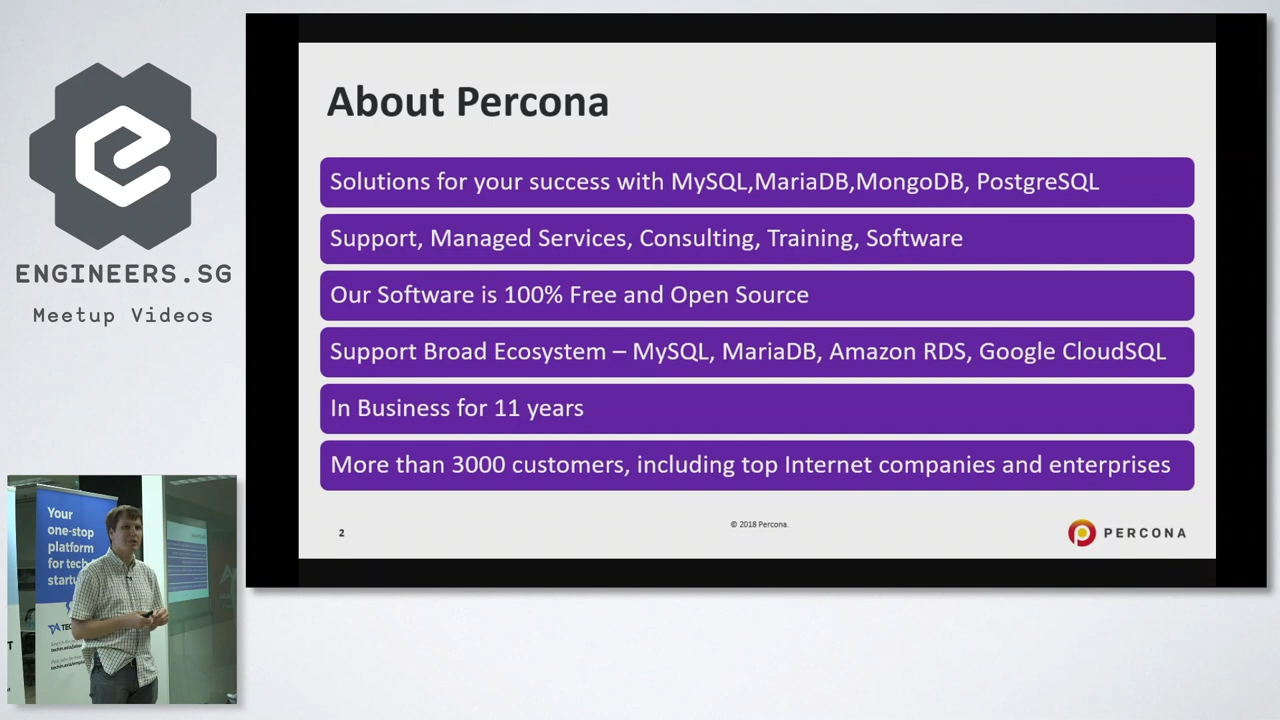 ENGINEERS.SG
Meetup Videos
About Percona
Solutions for your success with MySQL,MariaDB,MongoDB, PostgreSQL
Support, Managed Services, Consulting, Training, Software
Our Software is 100% Free and Open Source
Support Broad Ecosystem – MySQL, MariaDB, Amazon RDS, Google CloudSQL
In Business for 11 years
More than 3000 customers, including top Internet companies and enterprises
2
© 2018 Percona.
PERCONA
Your
one-stop
platform
for tech